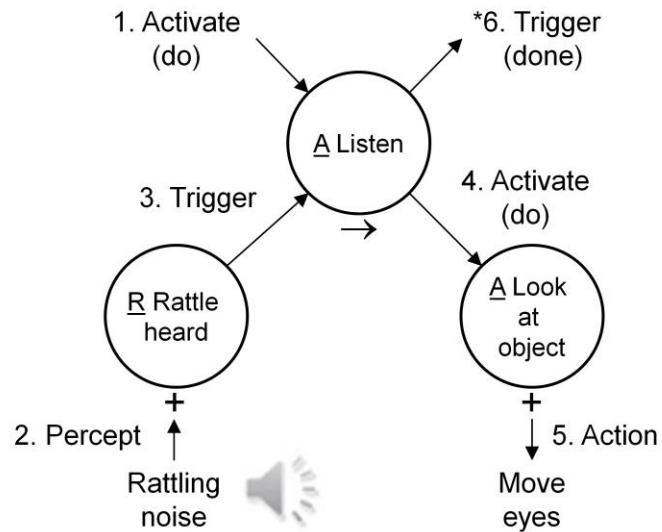 1. Activate
(do)
*6. Trigger
(done)
A Listen
3. Trigger
→
4. Activate
(do)
R Rattle
heard
A Look
at
object
+
+
2. Percept
5. Action
Rattling
noise
Move
eyes